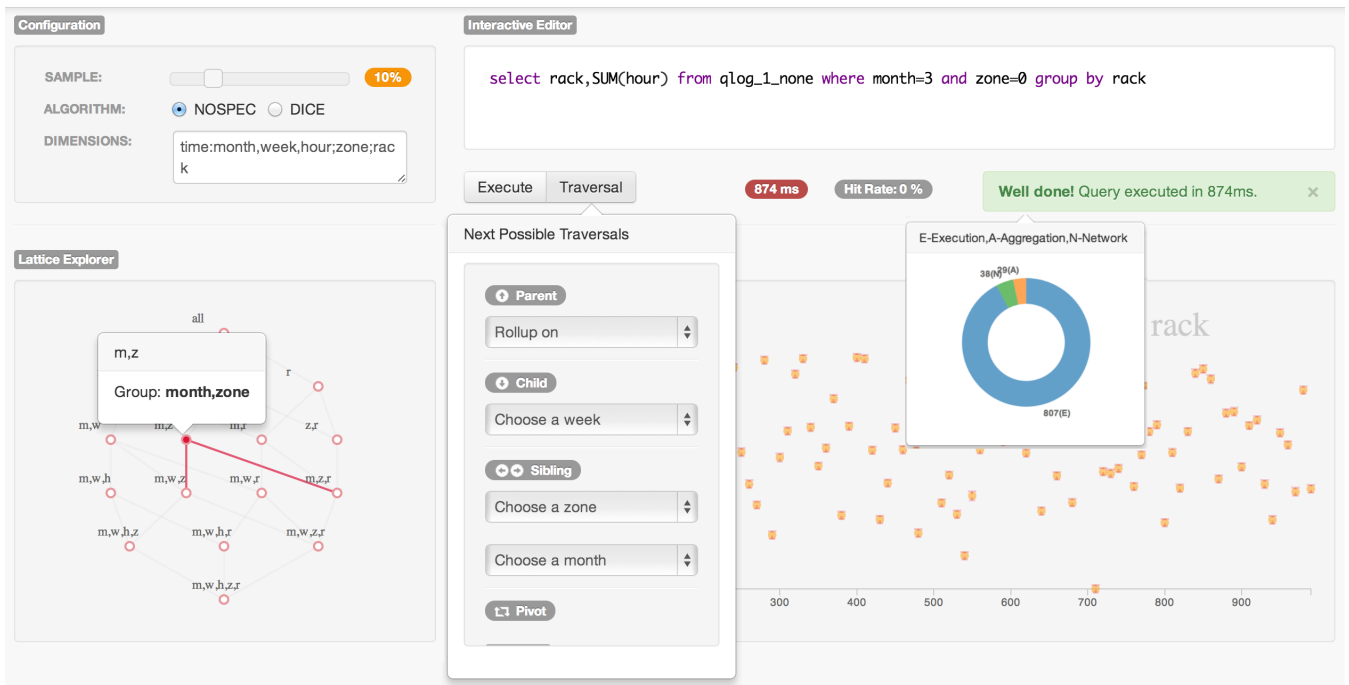 Configuration
SAMPLE:
10%
ALGORITHM:
NOSPEC
DICE
DIMENSIONS:
time:month,week,hour;zone;rac
k
Interactive Editor
select rack,SUM(hour) from qlog_1_none where month=3 and zone=0 group by rack
Execute
Traversal
874 ms
Hit Rate: 0 %
Well done! Query executed in 874ms.
×
Next Possible Traversals
Parent
Rollup on
Child
Choose a week
Sibling
Choose a zone
Choose a month
Pivot
E-Execution,A-Aggregation,N-Network
38(N)
29(A)
807(E)
rack
300
400
500
600
700
800
900
Lattice Explorer
all
m,z
Group: month,zone
r
m,w
m,z
m,r
z,r
m,w,h
m,w,z
m,w,r
m,z,r
m,w,h,z
m,w,h,r
m,w,z,r
m,w,h,z,r